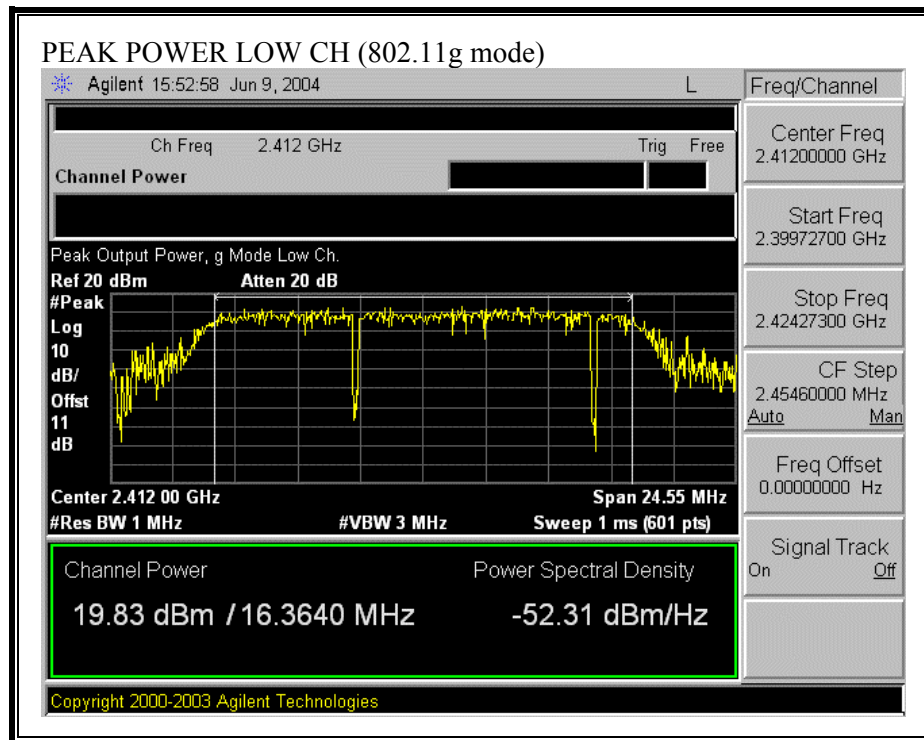 PEAK POWER LOW CH (802.11g mode)
Agilent 15:52:58 Jun 9, 2004 L
Freq/Channel
Ch Freq 2.412 GHz Trig Free
Channel Power
Center Freq
2.41200000 GHz
Start Freq
2.39972700 GHz
Stop Freq
2.42427300 GHz
CF Step
2.45460000 MHz
Auto Man
Freq Offset
0.00000000 Hz
Signal Track
On Off
Peak Output Power, g Mode Low Ch.
Ref 20 dBm Atten 20 dB
#Peak
Log
10
dB/
Offst
11
dB
Center 2.412 00 GHz Span 24.55 MHz
#Res BW 1 MHz #VBW 3 MHz Sweep 1 ms (601 pts)
Channel Power Power Spectral Density
19.83 dBm / 16.3640 MHz -52.31 dBm/Hz
Copyright 2000-2003 Agilent Technologies